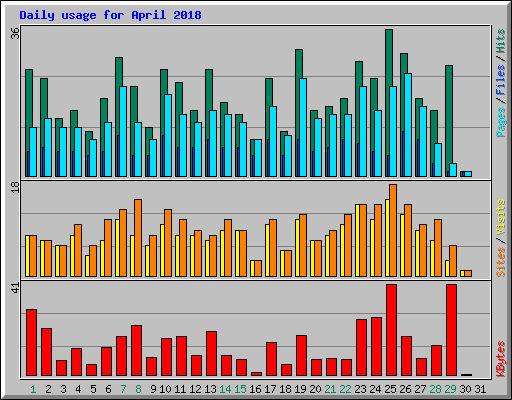 Daily usage for April 2018
36
Pages / Files / Hits
18
Sites / Visits
41
KBytes
1 2 3 4 5 6 7 8 9 10 11 12 13 14 15 16 17 18 19 20 21 22 23 24 25 26 27 28 29 30 31